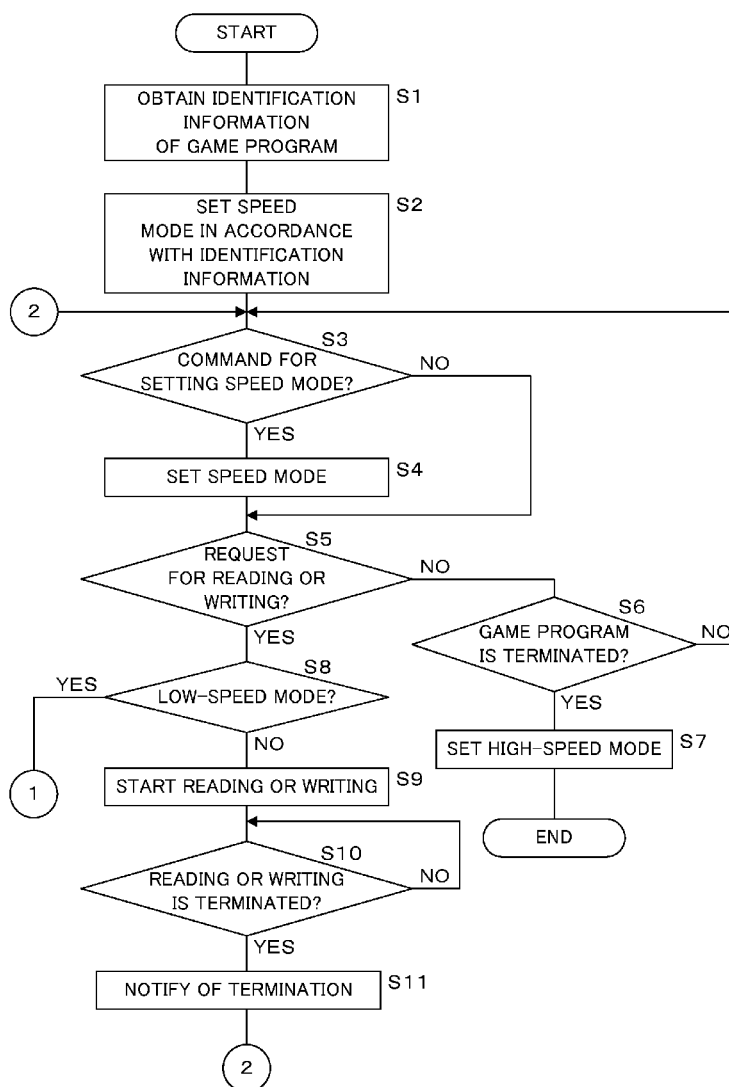 START
OBTAIN IDENTIFICATION
INFORMATION
OF GAME PROGRAM
S1
SET SPEED
MODE IN ACCORDANCE
WITH IDENTIFICATION
INFORMATION
S2
2
S3
COMMAND FOR
SETTING SPEED MODE?
NO
YES
SET SPEED MODE
S4
S5
REQUEST
FOR READING OR
WRITING?
NO
YES
S6
GAME PROGRAM
IS TERMINATED?
NO
YES
SET HIGH-SPEED MODE
S7
END
S8
LOW-SPEED MODE?
YES
NO
1
START READING OR WRITING
S9
S10
READING OR WRITING
IS TERMINATED?
NO
YES
NOTIFY OF TERMINATION
S11
2